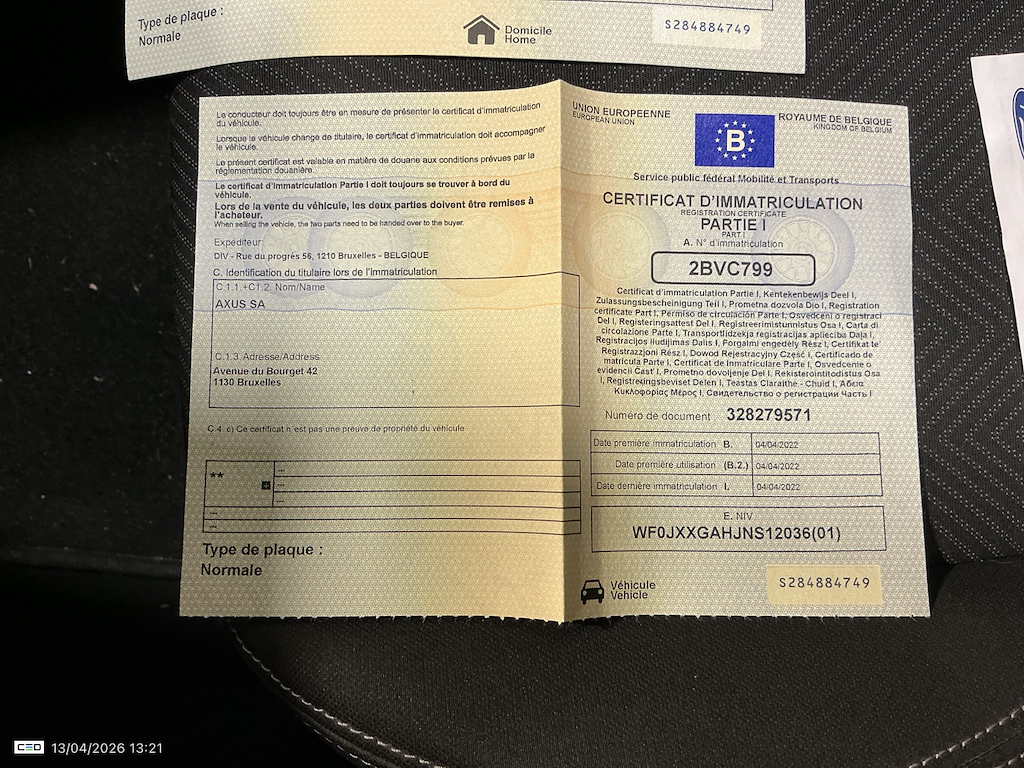 Type de plaque :
Normale
Domicile
Home
S284884749
Le conducteur doit toujours être en mesure de présenter le certificat d'immatriculation
du véhicule.
Lorsque le véhicule change de titulaire, le certificat d'immatriculation doit accompagner
le véhicule.
Le présent certificat est valable en matière de douane aux conditions prévues par la
réglementation douanière.
Le certificat d'immatriculation Partie I doit toujours se trouver à bord du
véhicule.
Lors de la vente du véhicule, les deux parties doivent être remises à
l'acheteur.
When selling the vehicle, the two parts need to be handed over to the buyer.
Expéditeur:
DIV - Rue du progrès 56, 1210 Bruxelles - BELGIQUE
C. Identification du titulaire lors de l'immatriculation
C.1.1.+C1.2. Nom/Name
AXUS SA
C.1.3. Adresse/Address
Avenue du Bourget 42
1130 Bruxelles
C.4. c) Ce certificat n'est pas une preuve de propriété du véhicule
**
---
---
---
---
---
Type de plaque :
Normale
UNION EUROPEENNE
EUROPEAN UNION
B
ROYAUME DE BELGIQUE
KINGDOM OF BELGIUM
Service public fédéral Mobilité et Transports
CERTIFICAT D'IMMATRICULATION
REGISTRATION CERTIFICATE
PARTIE I
PART I
A. N° d'immatriculation
2BVC799
Certificat d'immatriculation Partie I, Kentekenbewijs Deel I,
Zulassungsbescheinigung Teil I, Prometna dozvola Dio I, Registration
certificate Part I, Permiso de circulación Parte I, Osvedčení o registraci
Del I, Registeringsattest Del I, Registreerimistunnistus Osa I, Carta di
circolazione Parte I, Transportlīdzekļa reģistrācijas apliecība Daļa I,
Registracijos liudijimas Dalis I, Forgalmi engedély Rész I, Certifikat ta'
Reġistrazzjoni Rész I, Dowod Rejestracyjny Część I, Certificado de
matrícula Parte I, Certificat de Inmatriculare Parte I, Osvedcenie o
evidencii Cast' I, Prometno dovoljenje Del I, Rekisterointitodistus Osa
I, Registreringsbeviset Delen I, Teastas Claraithe - Chuid I, Άδεια
Κυκλοφορίας Μέρος I, Свидетелство о регистрации Часть I
Numéro de document 328279571
Date première immatriculation B. 04/04/2022
Date première utilisation (B.2.) 04/04/2022
Date dernière immatriculation I. 04/04/2022
E. NIV
WF0JXXGAHJNS12036(01)
Véhicule
Vehicle
S284884749
CEO 13/04/2026 13:21